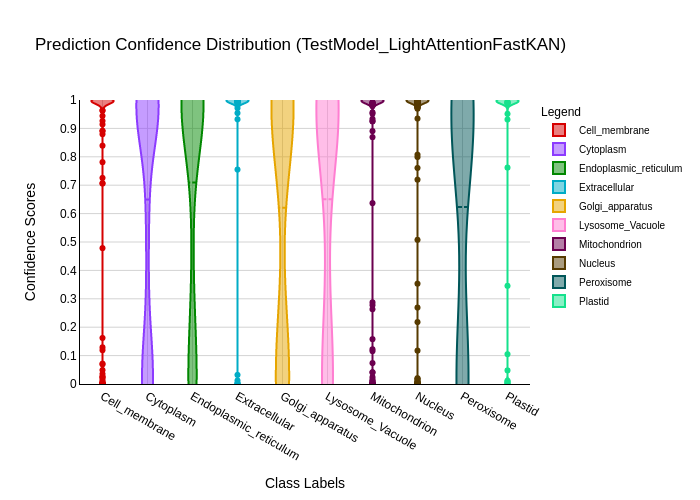 Prediction Confidence Distribution (TestModel_LightAttentionFastKAN)
Confidence Scores
1
0.9
0.8
0.7
0.6
0.5
0.4
0.3
0.2
0.1
0
Cell_membrane
Cytoplasm
Endoplasmic_reticulum
Extracellular
Golgi_apparatus
Lysosome_Vacuole
Mitochondrion
Nucleus
Peroxisome
Plastid
Class Labels
Legend
Cell_membrane
Cytoplasm
Endoplasmic_reticulum
Extracellular
Golgi_apparatus
Lysosome_Vacuole
Mitochondrion
Nucleus
Peroxisome
Plastid